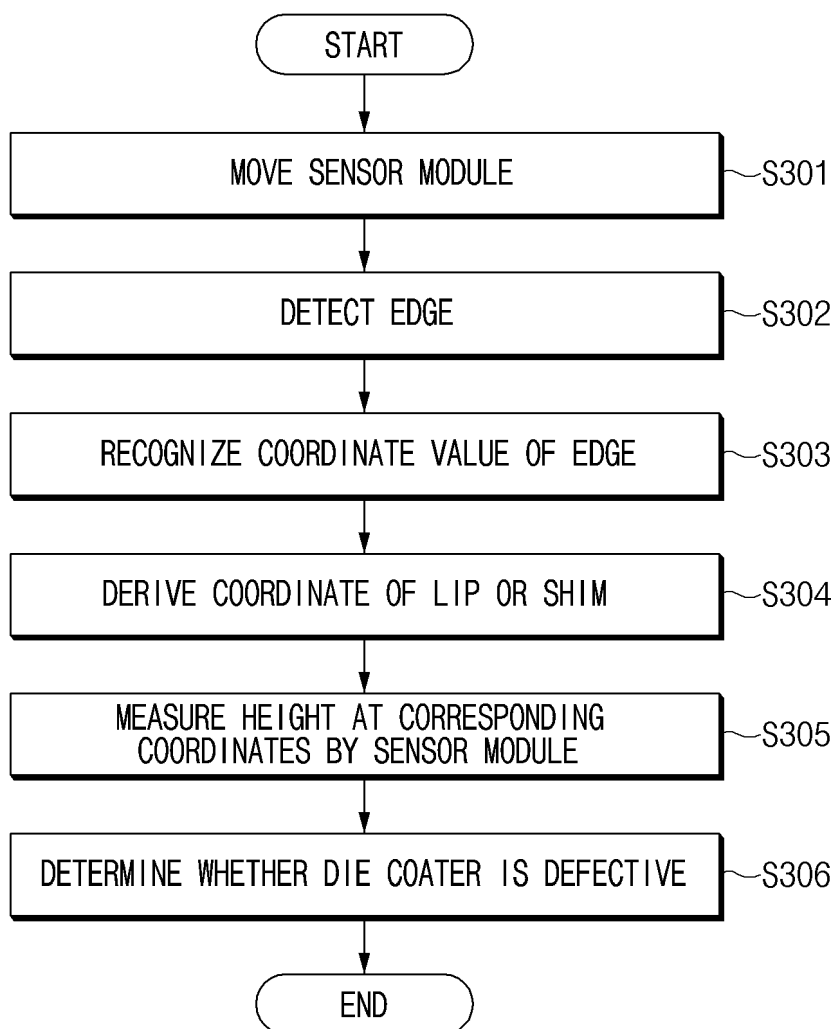 START
MOVE SENSOR MODULE
S301
DETECT EDGE
S302
RECOGNIZE COORDINATE VALUE OF EDGE
S303
DERIVE COORDINATE OF LIP OR SHIM
S304
MEASURE HEIGHT AT CORRESPONDING
COORDINATES BY SENSOR MODULE
S305
DETERMINE WHETHER DIE COATER IS DEFECTIVE
S306
END